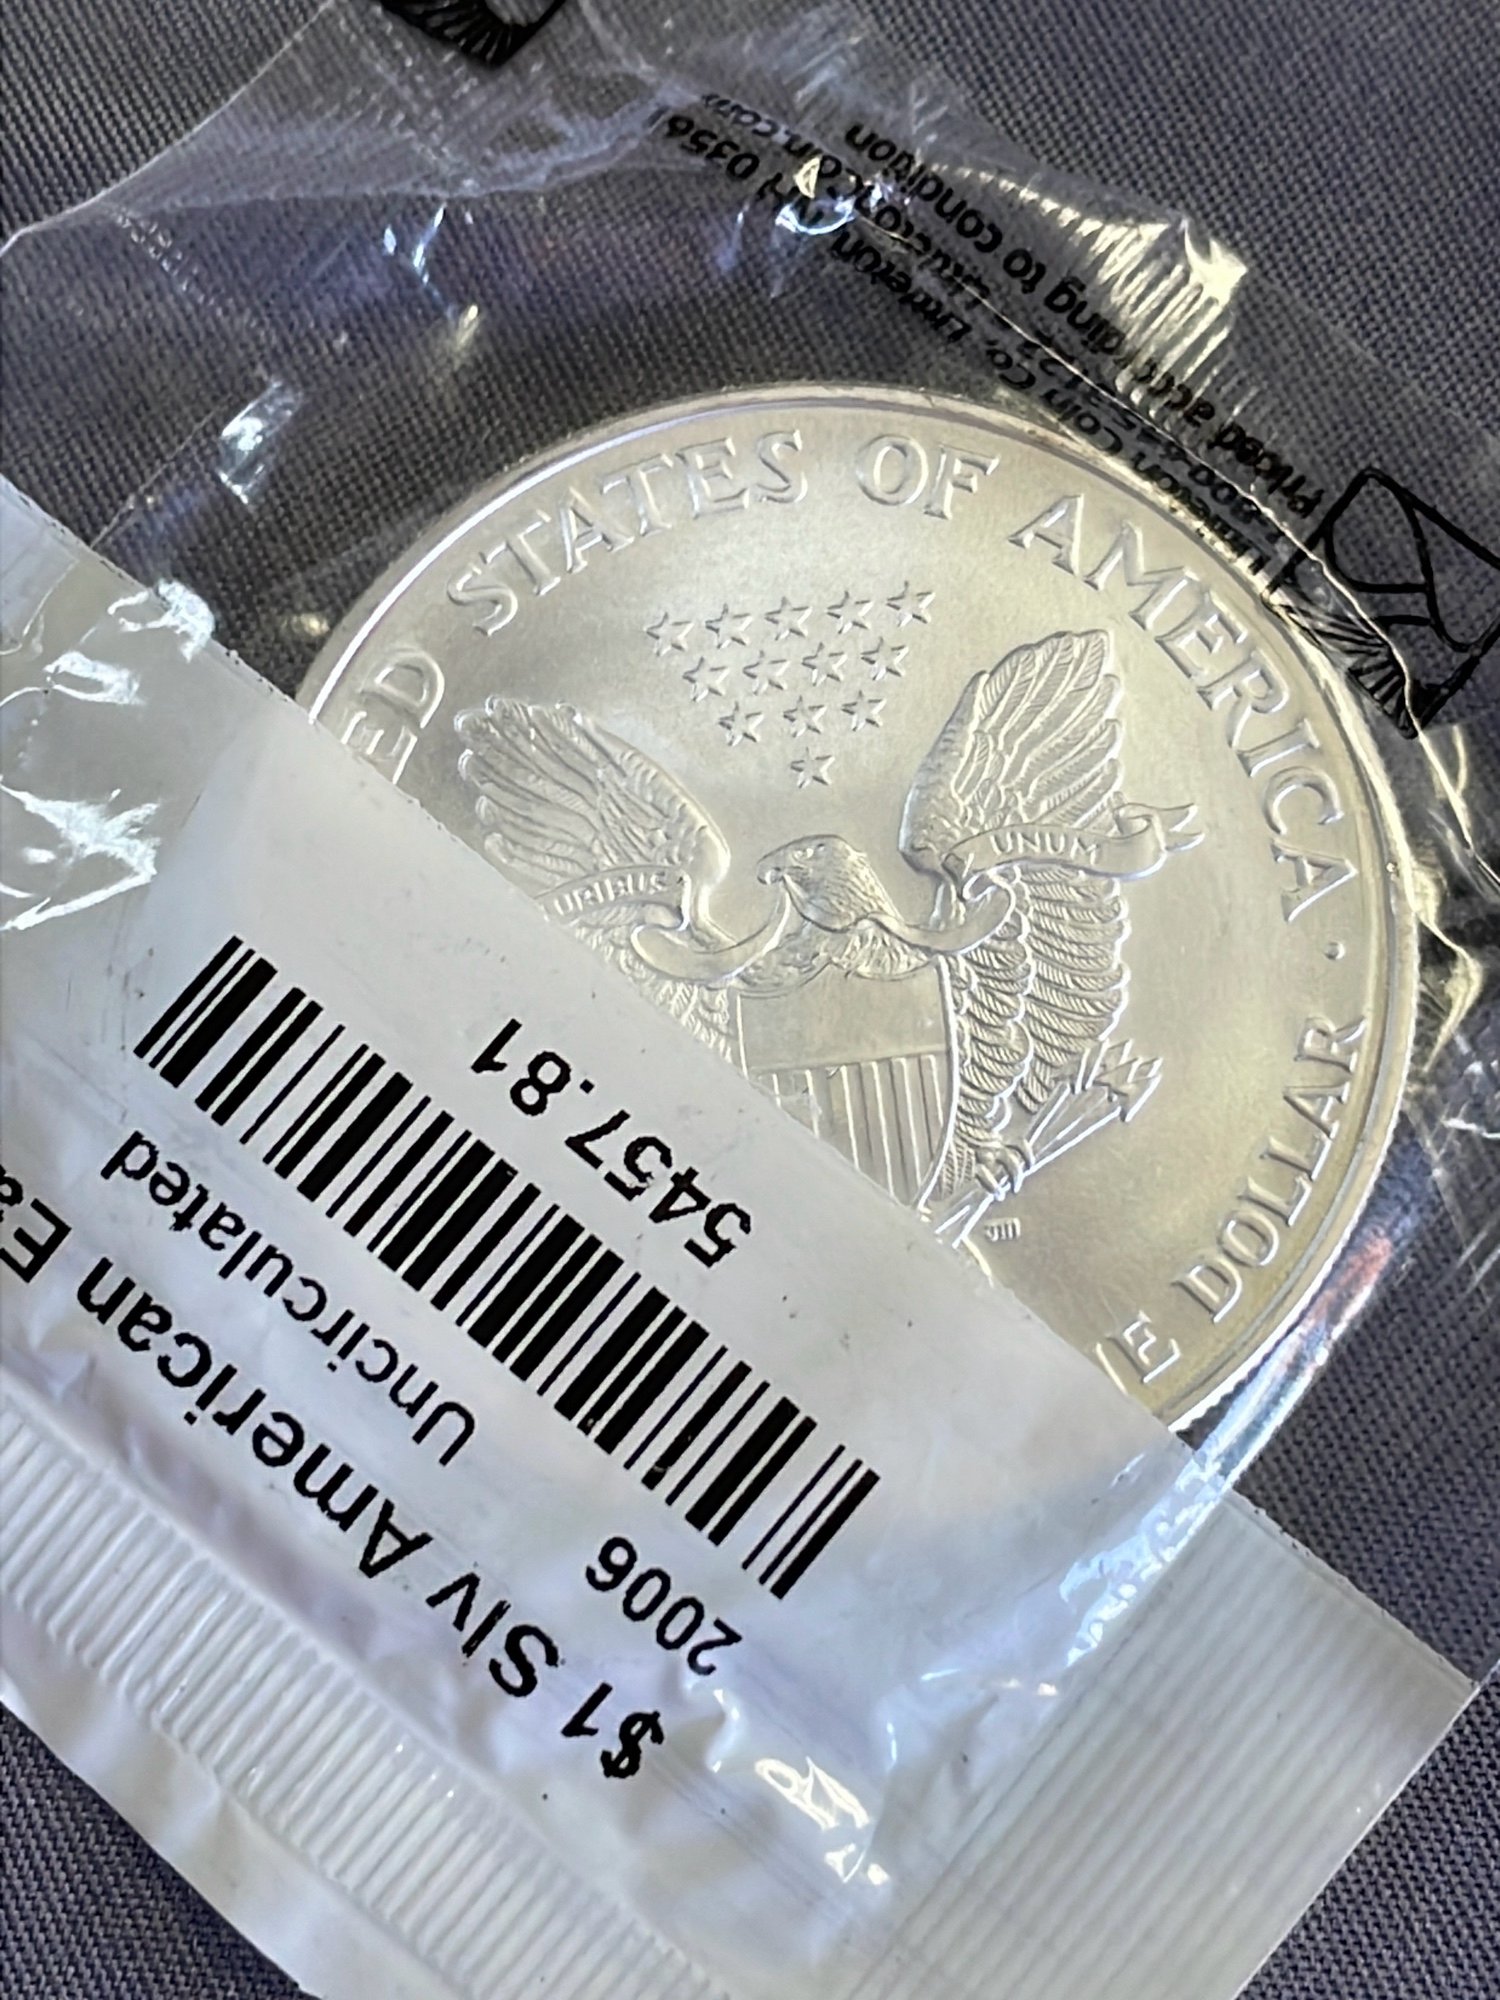 ED STATES OF AMERICA
URIBUS
UNUM
E DOLLAR
$1 Slv American Ea
2006 Uncirculated
5457.81
Priced according to condition
Littleton Coin Co. Littleton NH 0356